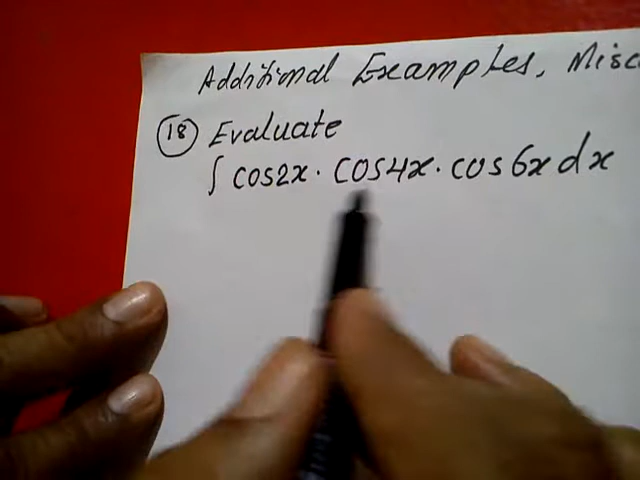 Additional Examples, Misc
18 Evaluate
∫ cos2x · cos4x · cos6x dx